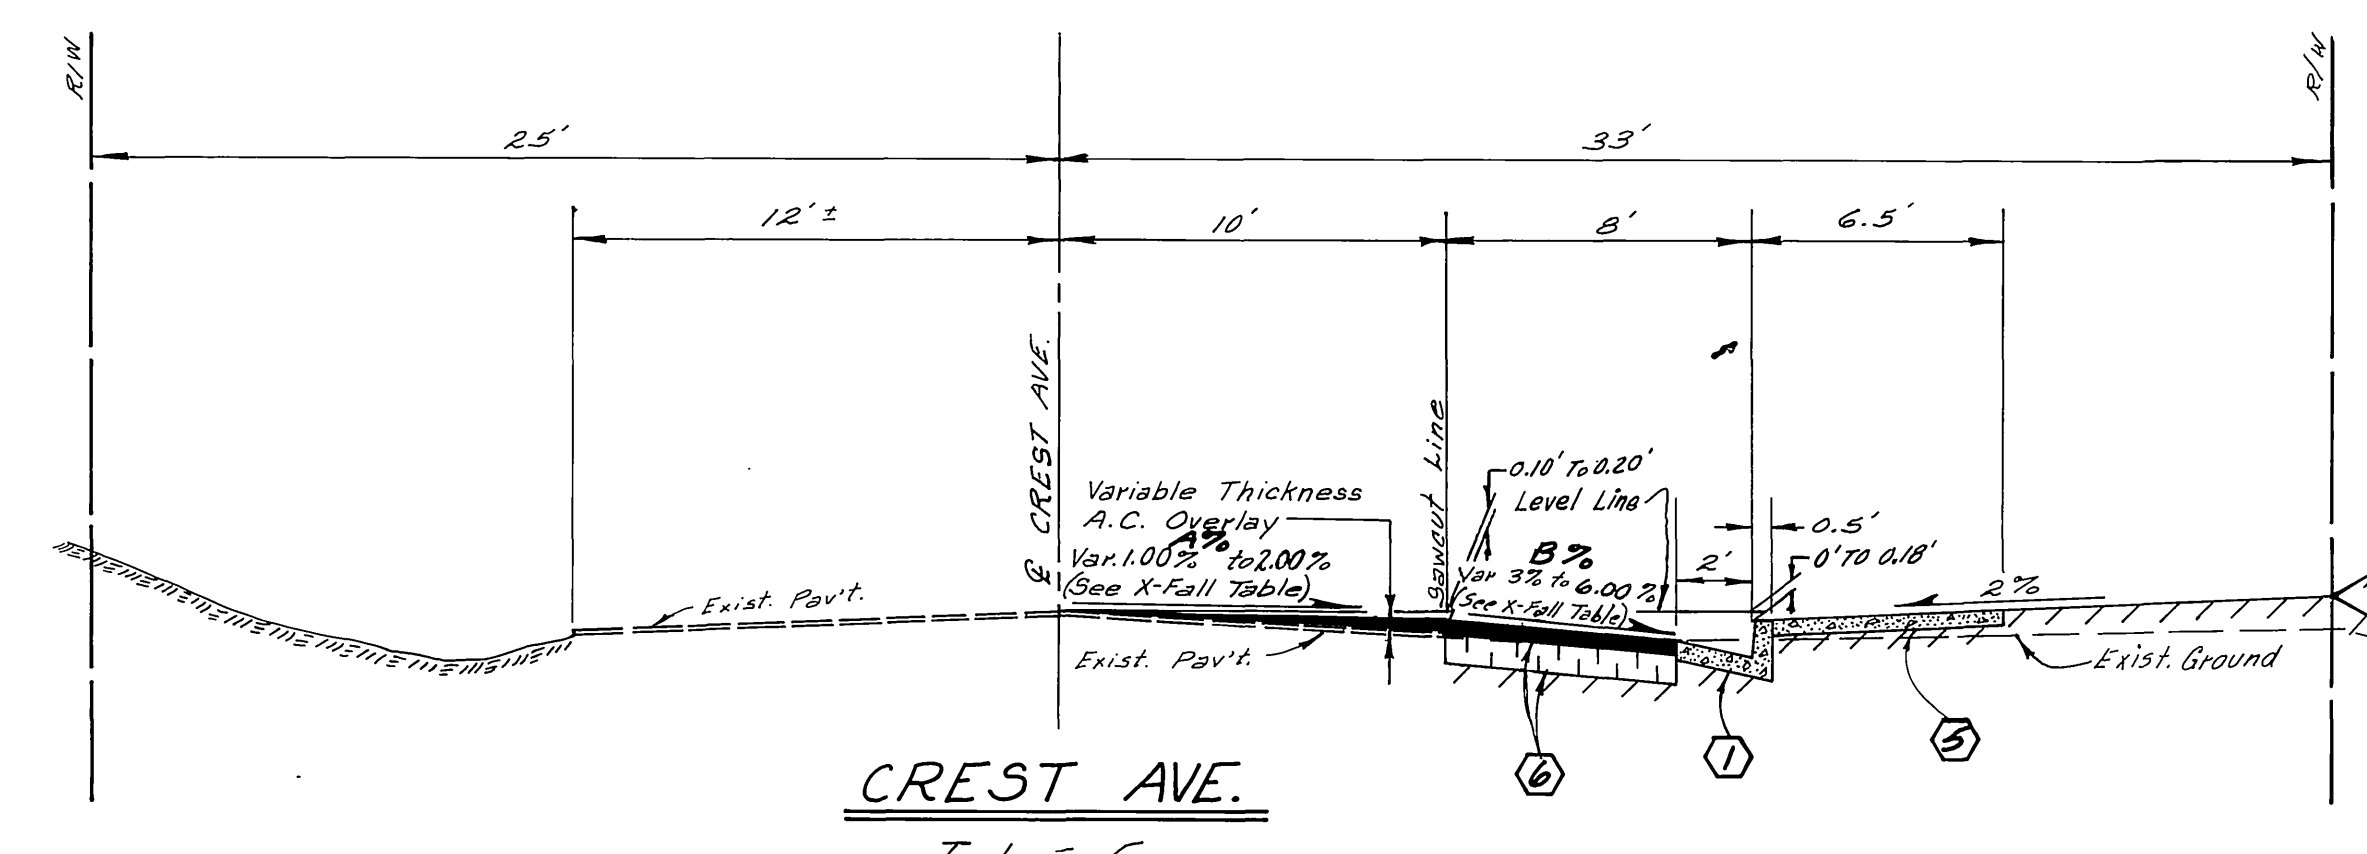 R/W
R/W
25'
33'
12' ±
10'
8'
6.5'
℄ CREST AVE.
Sawcut Line
0.10' To 0.20'
Level Line
Variable Thickness
A.C. Overlay
A%
Var. 1.00% to 2.00%
(See X-Fall Table)
B%
Var 3% to 6.00%
(See X-Fall Table)
2'
0.5'
0' TO 0.18'
2%
Exist. Pav't.
Exist. Pav't.
Exist. Ground
6
1
5
CREST AVE.